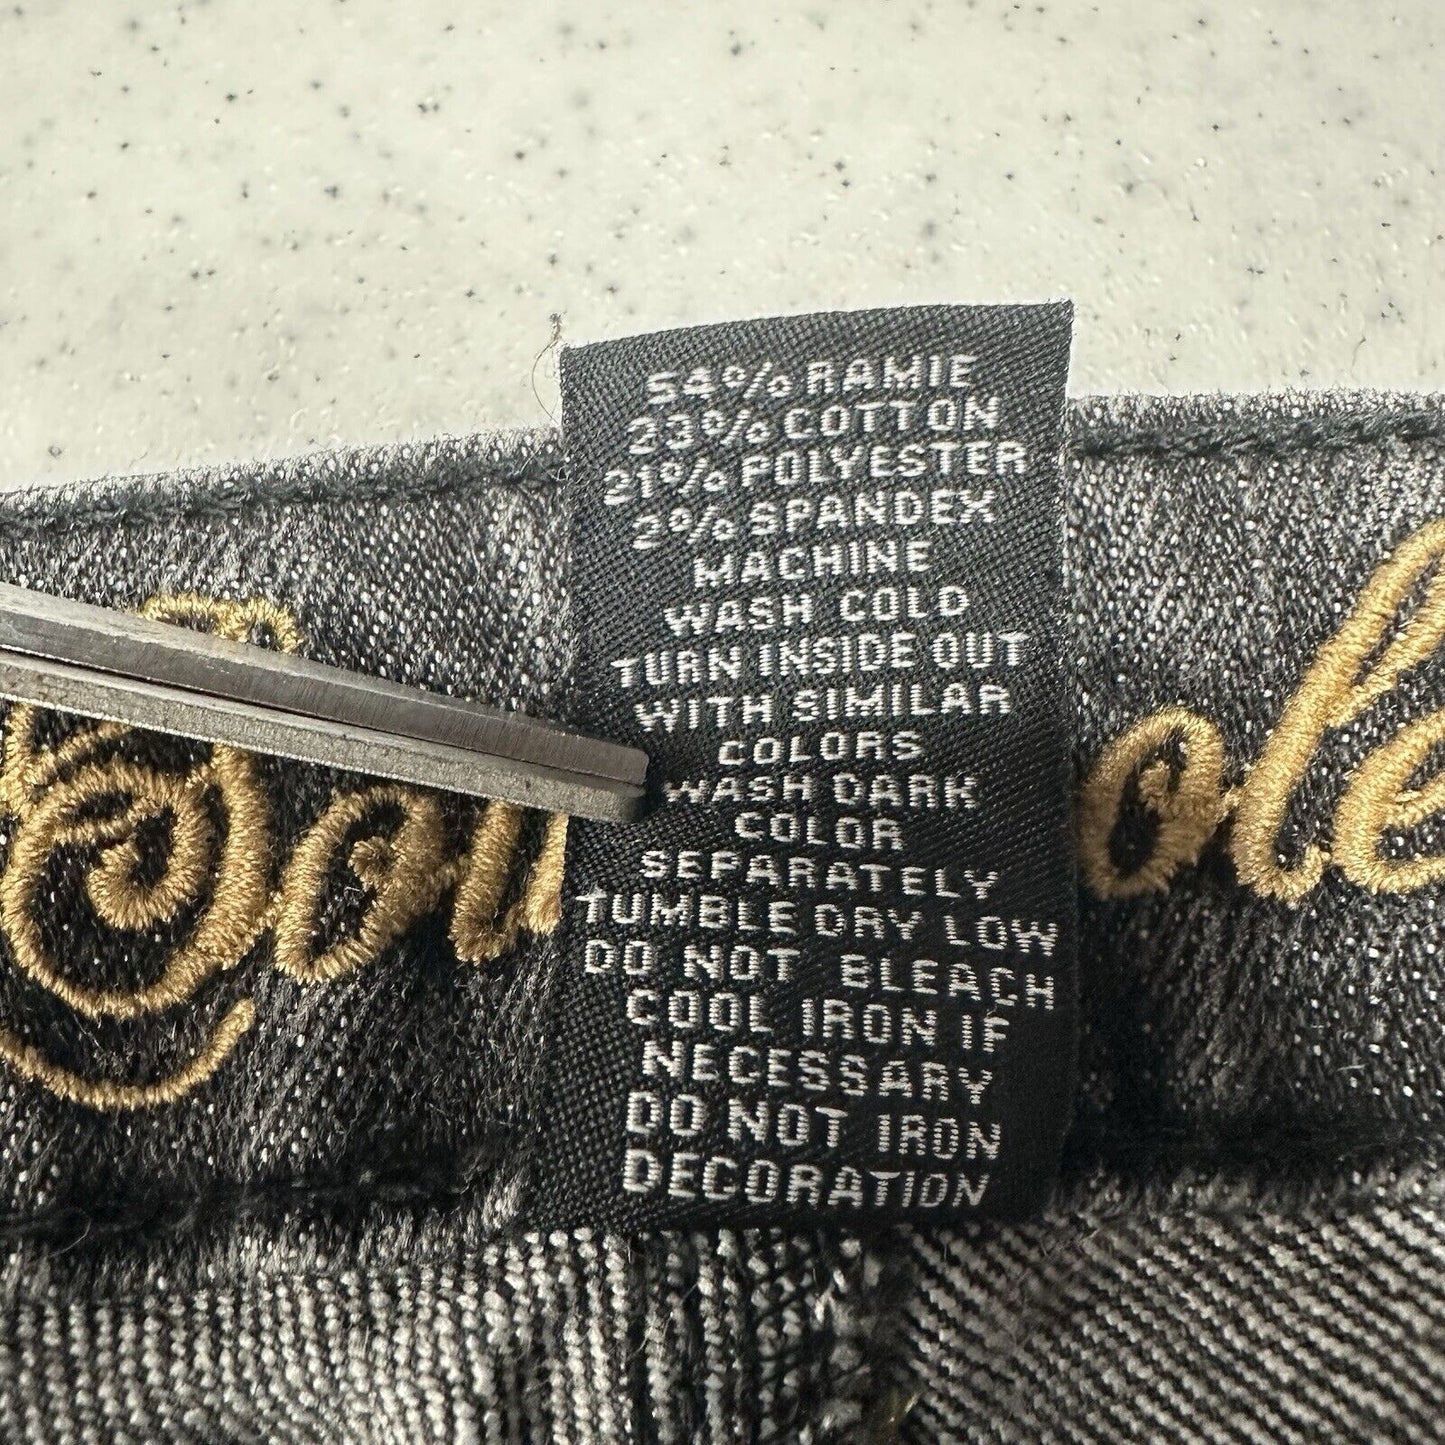 54% RAMIE
23% COTTON
21% POLYESTER
2% SPANDEX
MACHINE
WASH COLD
TURN INSIDE OUT
WITH SIMILAR
COLORS
WASH DARK
COLOR
SEPARATELY
TUMBLE DRY LOW
DO NOT BLEACH
COOL IRON IF
NECESSARY
DO NOT IRON
DECORATION